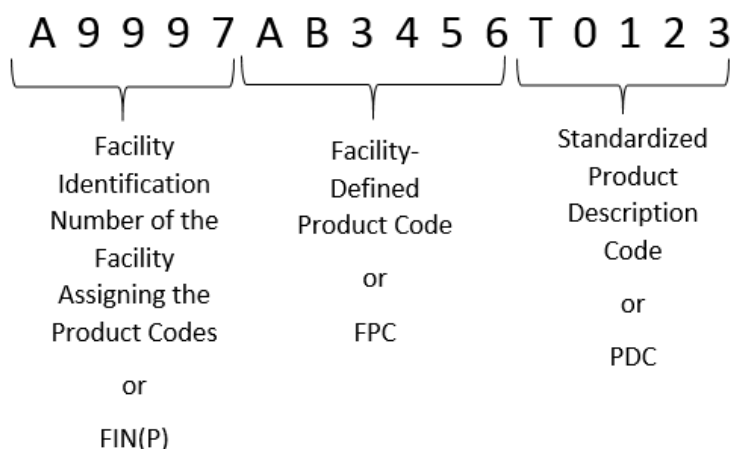 A 9 9 9 7 A B 3 4 5 6 T 0 1 2 3
Facility
Identification
Number of the
Facility
Assigning the
Product Codes
or
FIN(P)
Facility-
Defined
Product Code
or
FPC
Standardized
Product
Description
Code
or
PDC